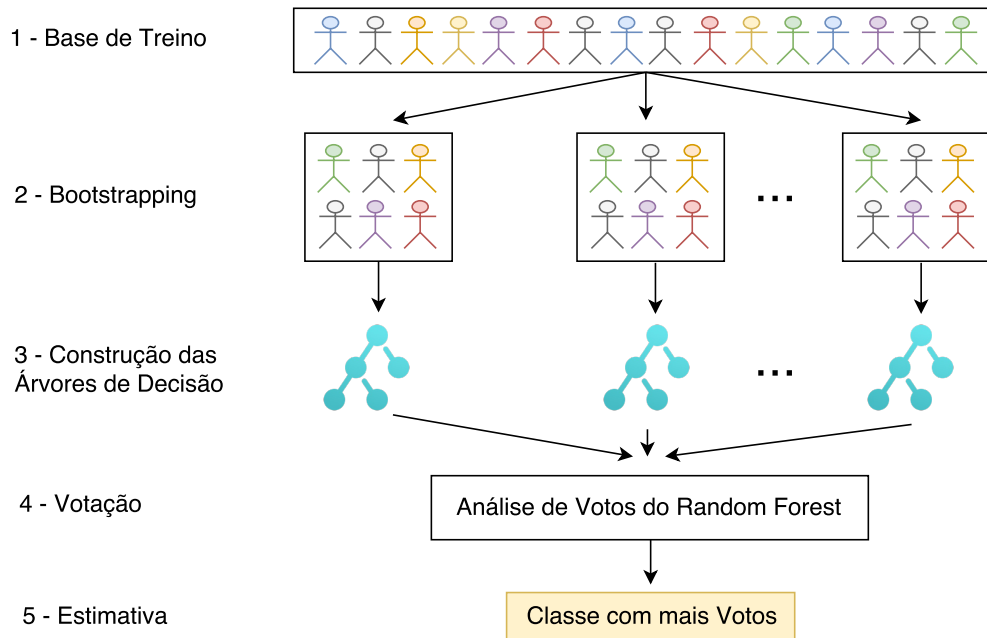 1 - Base de Treino
2 - Bootstrapping
...
3 - Construção das
Árvores de Decisão
...
4 - Votação
Análise de Votos do Random Forest
5 - Estimativa
Classe com mais Votos